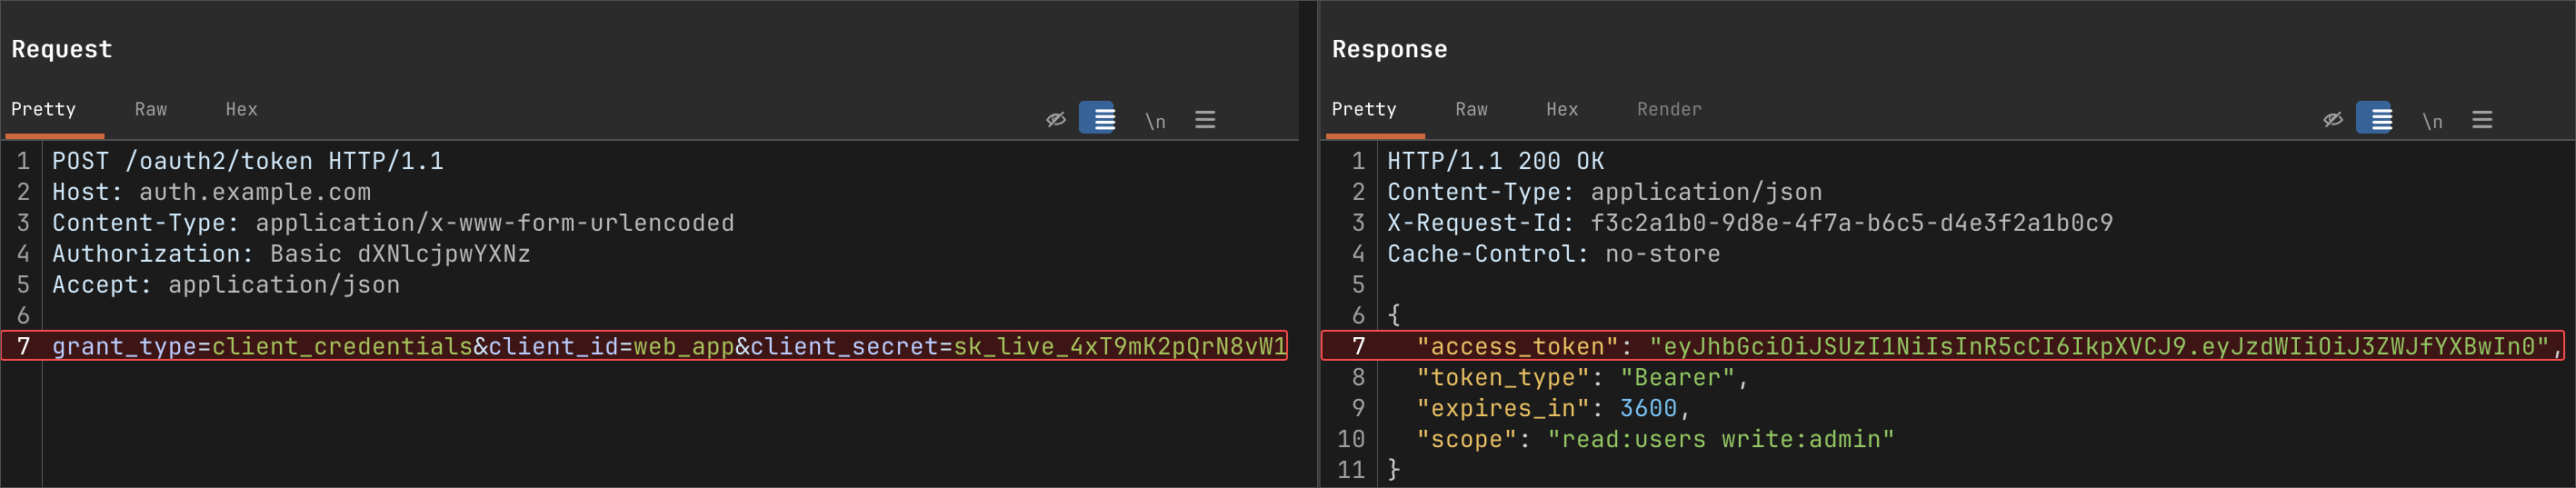 Request
Pretty Raw Hex
\n
1 POST /oauth2/token HTTP/1.1
2 Host: auth.example.com
3 Content-Type: application/x-www-form-urlencoded
4 Authorization: Basic dXNlcjpwYXNz
5 Accept: application/json
6
7 grant_type=client_credentials&client_id=web_app&client_secret=sk_live_4xT9mK2pQrN8vW1
Response
Pretty Raw Hex Render
\n
1 HTTP/1.1 200 OK
2 Content-Type: application/json
3 X-Request-Id: f3c2a1b0-9d8e-4f7a-b6c5-d4e3f2a1b0c9
4 Cache-Control: no-store
5
6 {
7 "access_token": "eyJhbGciOiJSUzI1NiIsInR5cCI6IkpXVCJ9.eyJzdWIiOiJ3ZWJfYXBwIn0",
8 "token_type": "Bearer",
9 "expires_in": 3600,
10 "scope": "read:users write:admin"
11 }